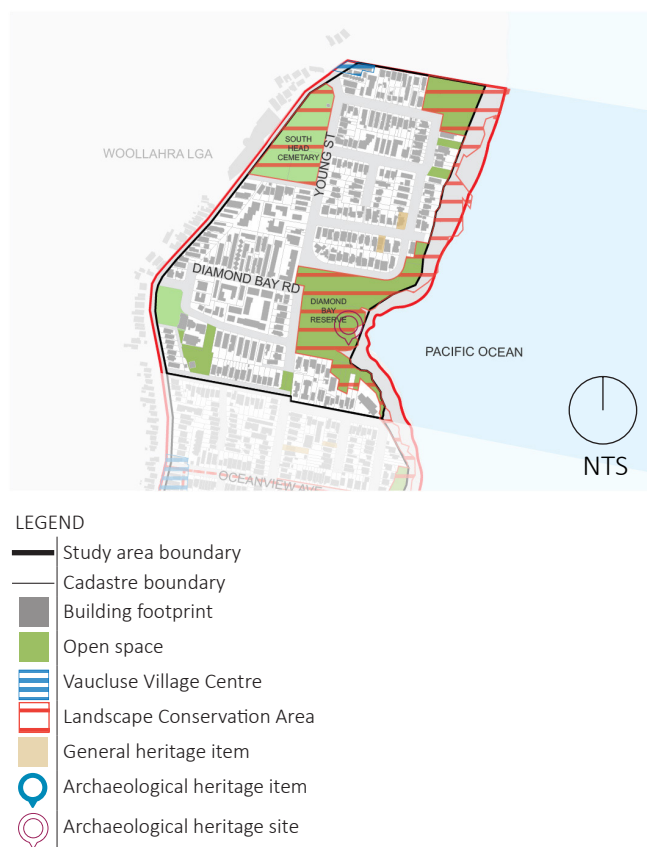 WOOLLAHRA LGA
SOUTH
HEAD
CEMETARY
YOUNG ST
DIAMOND BAY RD
DIAMOND
BAY
RESERVE
PACIFIC OCEAN
NTS
OCEANVIEW AVE
LEGEND
Study area boundary
Cadastre boundary
Building footprint
Open space
Vaucluse Village Centre
Landscape Conservation Area
General heritage item
Archaeological heritage item
Archaeological heritage site